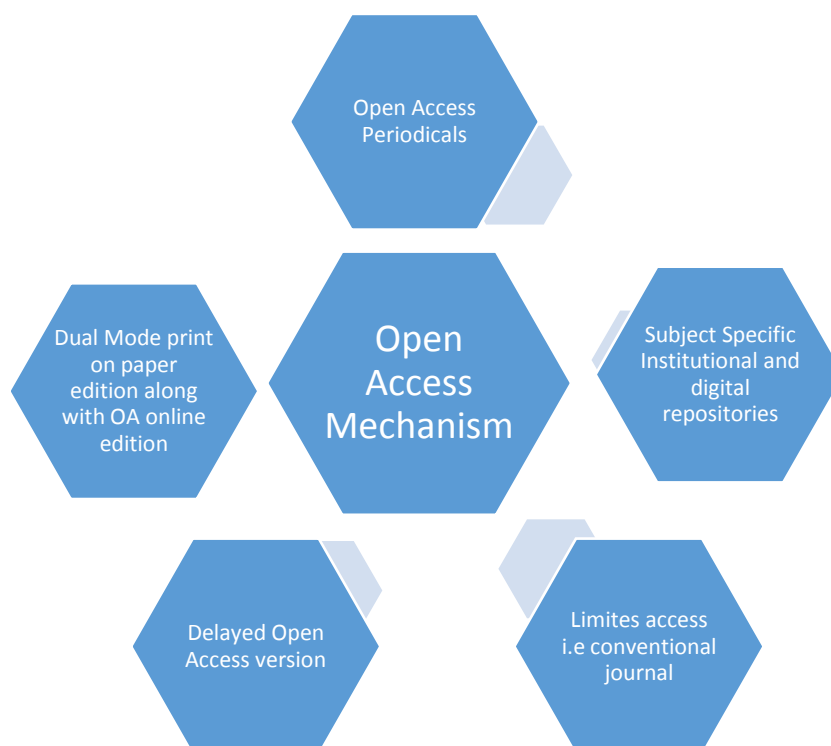 Open Access
Periodicals
Open
Access
Mechanism
Subject Specific
Institutional and
digital
repositories
Limites access
i.e conventional
journal
Delayed Open
Access version
Dual Mode print
on paper
edition along
with OA online
edition